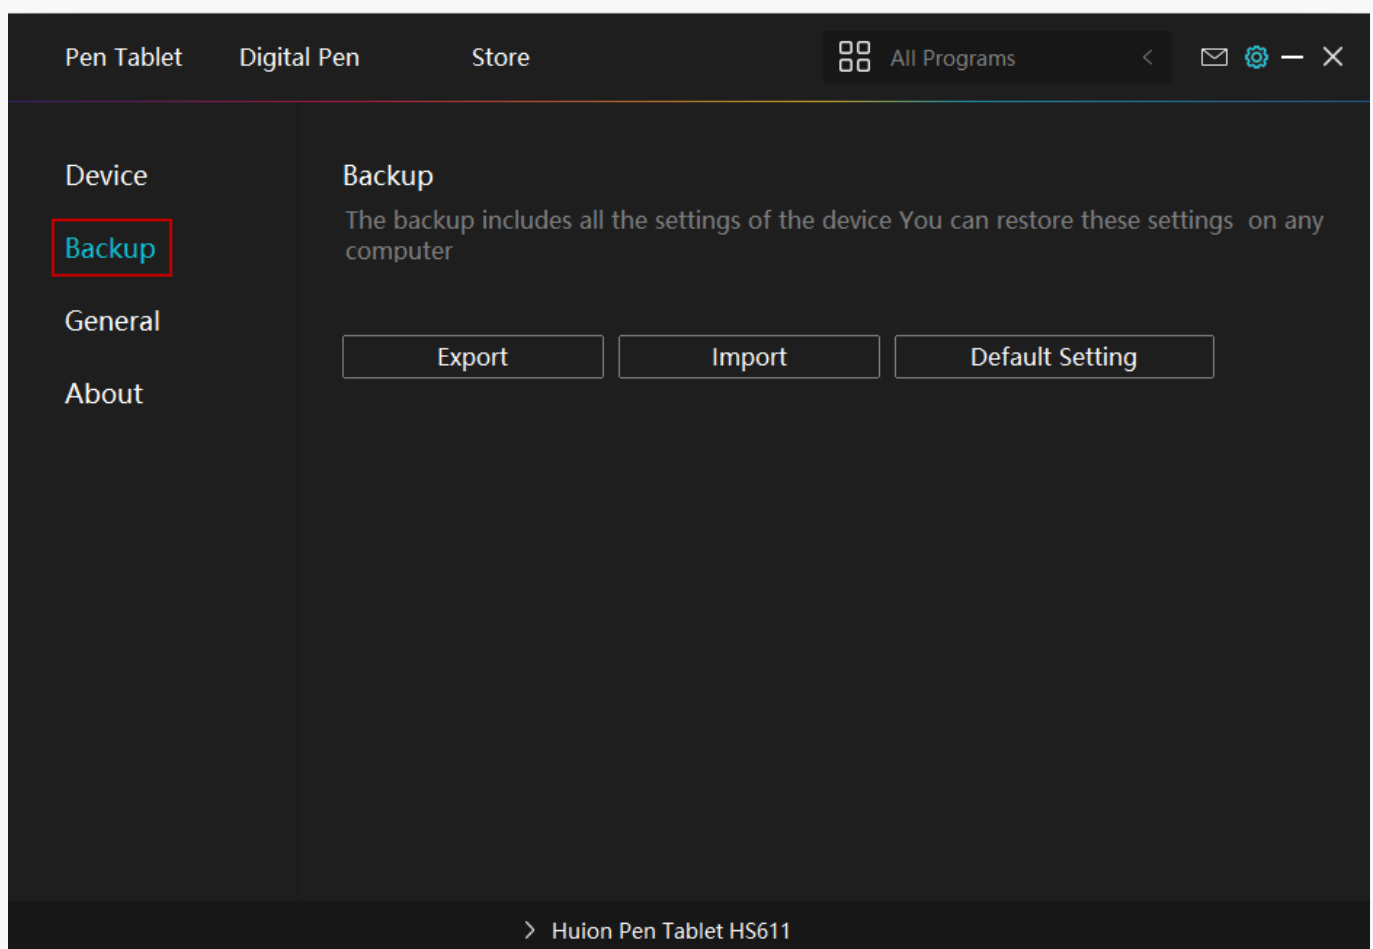 Pen Tablet
Digital Pen
Store
All Programs
Device
Backup
General
About
Backup
The backup includes all the settings of the device You can restore these settings  on any
computer
Export
Import
Default Setting
Huion Pen Tablet HS611